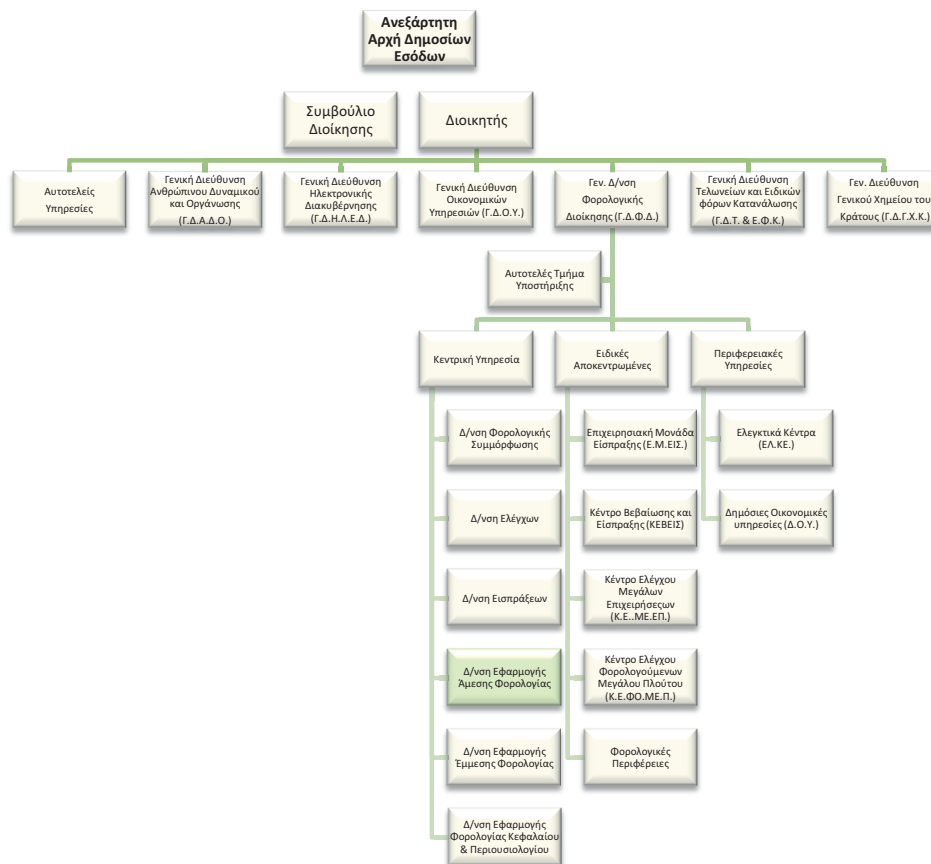 Ανεξάρτητη
Αρχή Δημοσίων
Εσόδων
Συμβούλιο
Διοίκησης
Διοικητής
Αυτοτελείς
Υπηρεσίες
Γενική Διεύθυνση
Ανθρώπινου Δυναμικού
και Οργάνωσης
(Γ.Δ.Α.Δ.Ο.)
Γενική Διεύθυνση
Ηλεκτρονικής
Διακυβέρνησης
(Γ.Δ.Η.Λ.Ε.Δ.)
Γενική Διεύθυνση
Οικονομικών
Υπηρεσιών (Γ.Δ.Ο.Υ.)
Γεν. Δ/νση
Φορολογικής
Διοίκησης (Γ.Δ.Φ.Δ.)
Γενική Διεύθυνση
Τελωνείων και Ειδικών
φόρων Κατανάλωσης
(Γ.Δ.Τ. & Ε.Φ.Κ.)
Γεν. Διεύθυνση
Γενικού Χημείου του
Κράτους (Γ.Δ.Γ.Χ.Κ.)
Αυτοτελές Τμήμα
Υποστήριξης
Κεντρική Υπηρεσία
Ειδικές
Αποκεντρωμένες
Περιφερειακές
Υπηρεσίες
Δ/νση Φορολογικής
Συμμόρφωσης
Επιχειρησιακή Μονάδα
Είσπραξης (Ε.Μ.ΕΙΣ.)
Ελεγκτικά Κέντρα
(ΕΛ.ΚΕ.)
Δ/νση Ελέγχων
Κέντρο Βεβαίωσης και
Είσπραξης (ΚΕΒΕΙΣ)
Δημόσιες Οικονομικές
υπηρεσίες (Δ.Ο.Υ.)
Δ/νση Εισπράξεων
Κέντρο Ελέγχου
Μεγάλων
Επιχειρήσεςων
(Κ.Ε..ΜΕ.ΕΠ.)
Δ/νση Εφαρμογής
Άμεσης Φορολογίας
Κέντρο Ελέγχου
Φορολογούμενων
Μεγάλου Πλούτου
(Κ.Ε.ΦΟ.ΜΕ.Π.)
Δ/νση Εφαρμογής
Έμμεσης Φορολογίας
Φορολογικές
Περιφέρειες
Δ/νση Εφαρμογής
Φορολογίας Κεφαλαίου
& Περιουσιολογίου